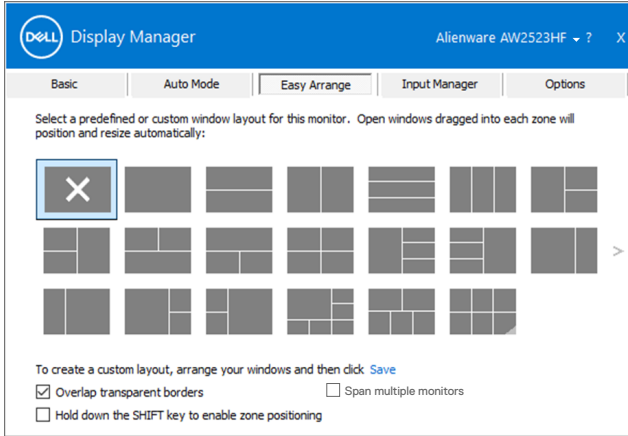 DELL Display Manager Alienware AW2523HF ? X
Basic Auto Mode Easy Arrange Input Manager Options
Select a predefined or custom window layout for this monitor. Open windows dragged into each zone will
position and resize automatically:
>
To create a custom layout, arrange your windows and then click Save
Overlap transparent borders Span multiple monitors
Hold down the SHIFT key to enable zone positioning